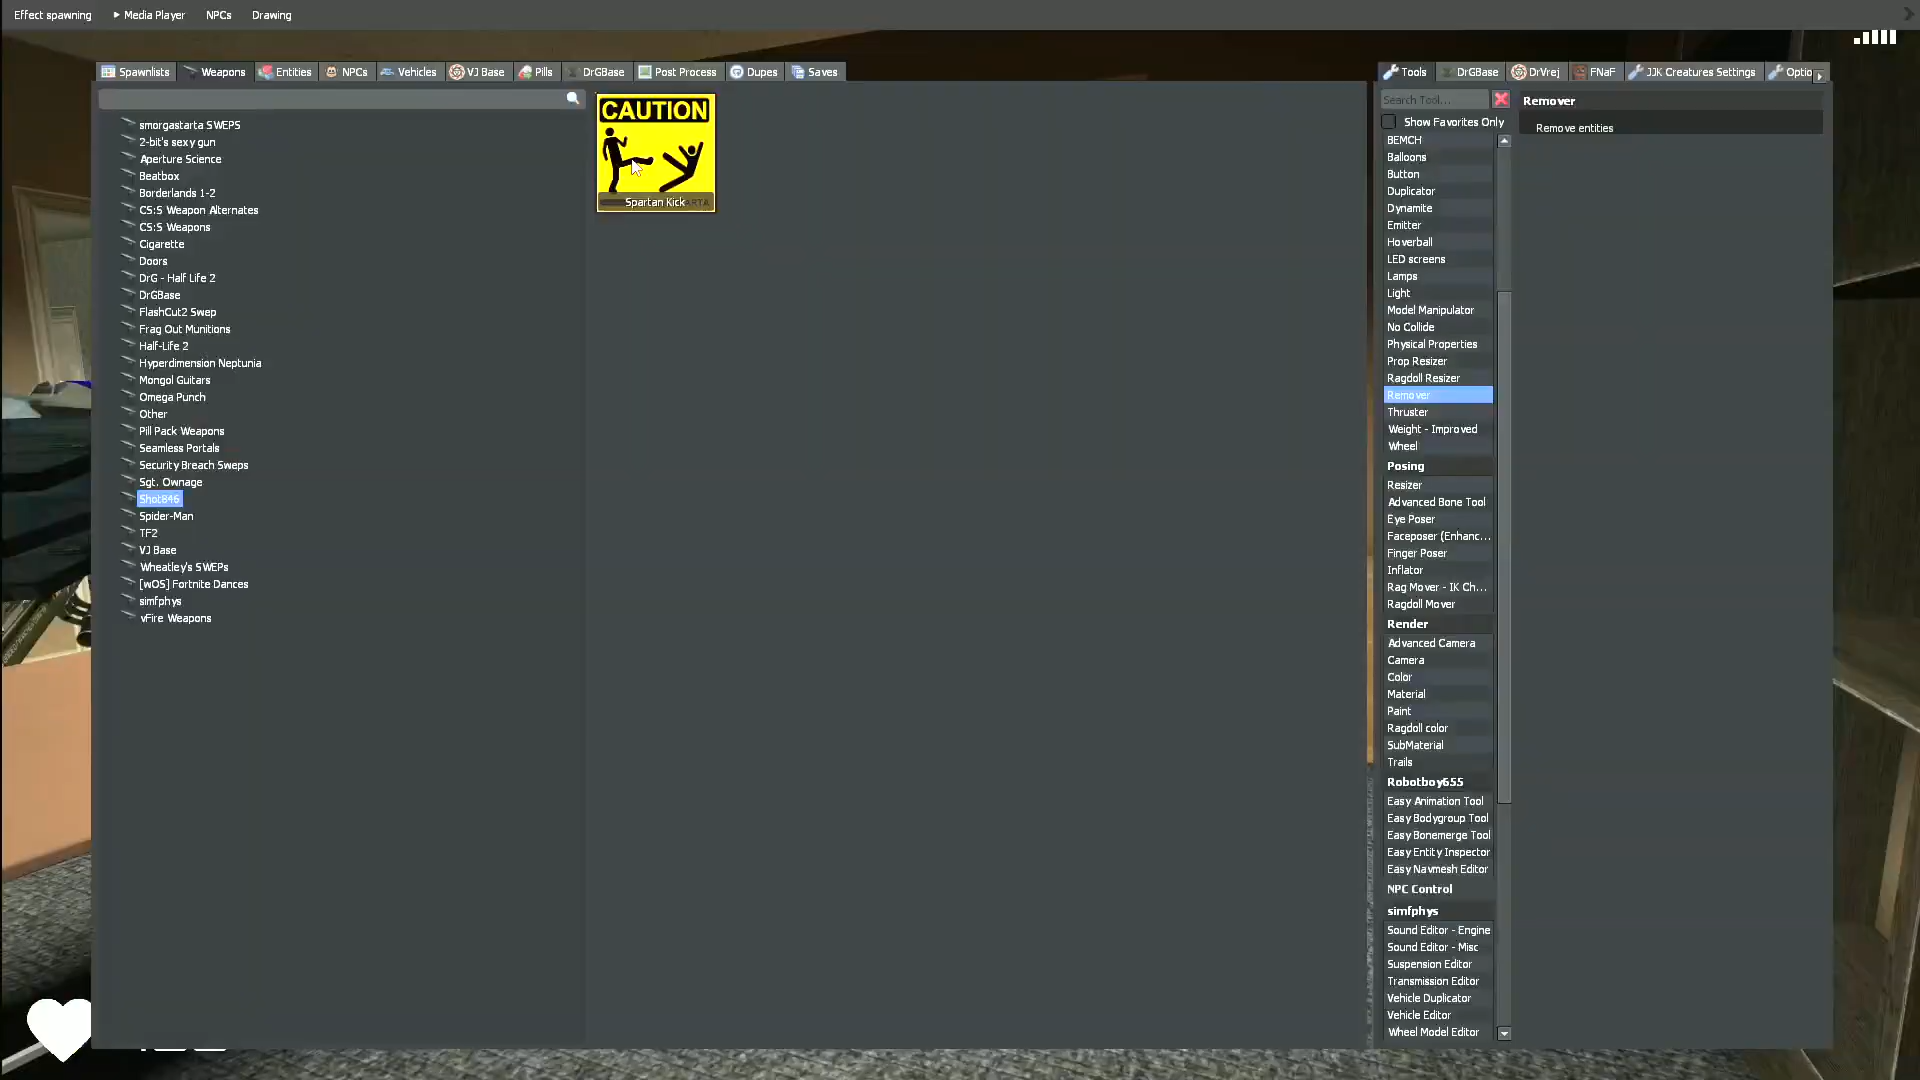 Effect spawning
Media Player
NPCs
Drawing
Spawnlists
Weapons
Entities
NPCs
Vehicles
VJ Base
Pills
DrGBase
Post Process
Dupes
Saves
smorgastarta SWEPS
2-bit's sexy gun
Aperture Science
Beatbox
Borderlands 1-2
CS:S Weapon Alternates
CS:S Weapons
Cigarette
Doors
DrG - Half Life 2
DrGBase
FlashCut2 Swep
Frag Out Munitions
Half-Life 2
Hyperdimension Neptunia
Mongol Guitars
Omega Punch
Other
Pill Pack Weapons
Seamless Portals
Security Breach Sweps
Sgt. Ownage
Shot846
Spider-Man
TF2
VJ Base
Wheatley's SWEPs
[wOS] Fortnite Dances
simfphys
vFire Weapons
CAUTION
Spartan Kick
Tools
DrGBase
DrVrej
FNaF
JJK Creatures Settings
Optio
Search Tool...
Show Favorites Only
BEMCH
Balloons
Button
Duplicator
Dynamite
Emitter
Hoverball
LED screens
Lamps
Light
Model Manipulator
No Collide
Physical Properties
Prop Resizer
Ragdoll Resizer
Remover
Thruster
Weight - Improved
Wheel
Posing
Resizer
Advanced Bone Tool
Eye Poser
Faceposer (Enhanc...
Finger Poser
Inflator
Rag Mover - IK Ch...
Ragdoll Mover
Render
Advanced Camera
Camera
Color
Material
Paint
Ragdoll color
SubMaterial
Trails
Robotboy655
Easy Animation Tool
Easy Bodygroup Tool
Easy Bonemerge Tool
Easy Entity Inspector
Easy Navmesh Editor
NPC Control
simfphys
Sound Editor - Engine
Sound Editor - Misc
Suspension Editor
Transmission Editor
Vehicle Duplicator
Vehicle Editor
Wheel Model Editor
Remover
Remove entities